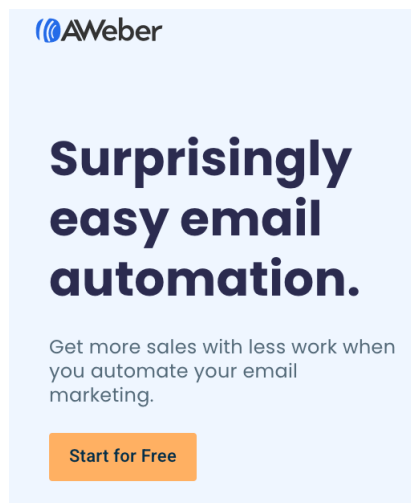 AWeber
Surprisingly
easy email
automation.
Get more sales with less work when
you automate your email
marketing.
Start for Free